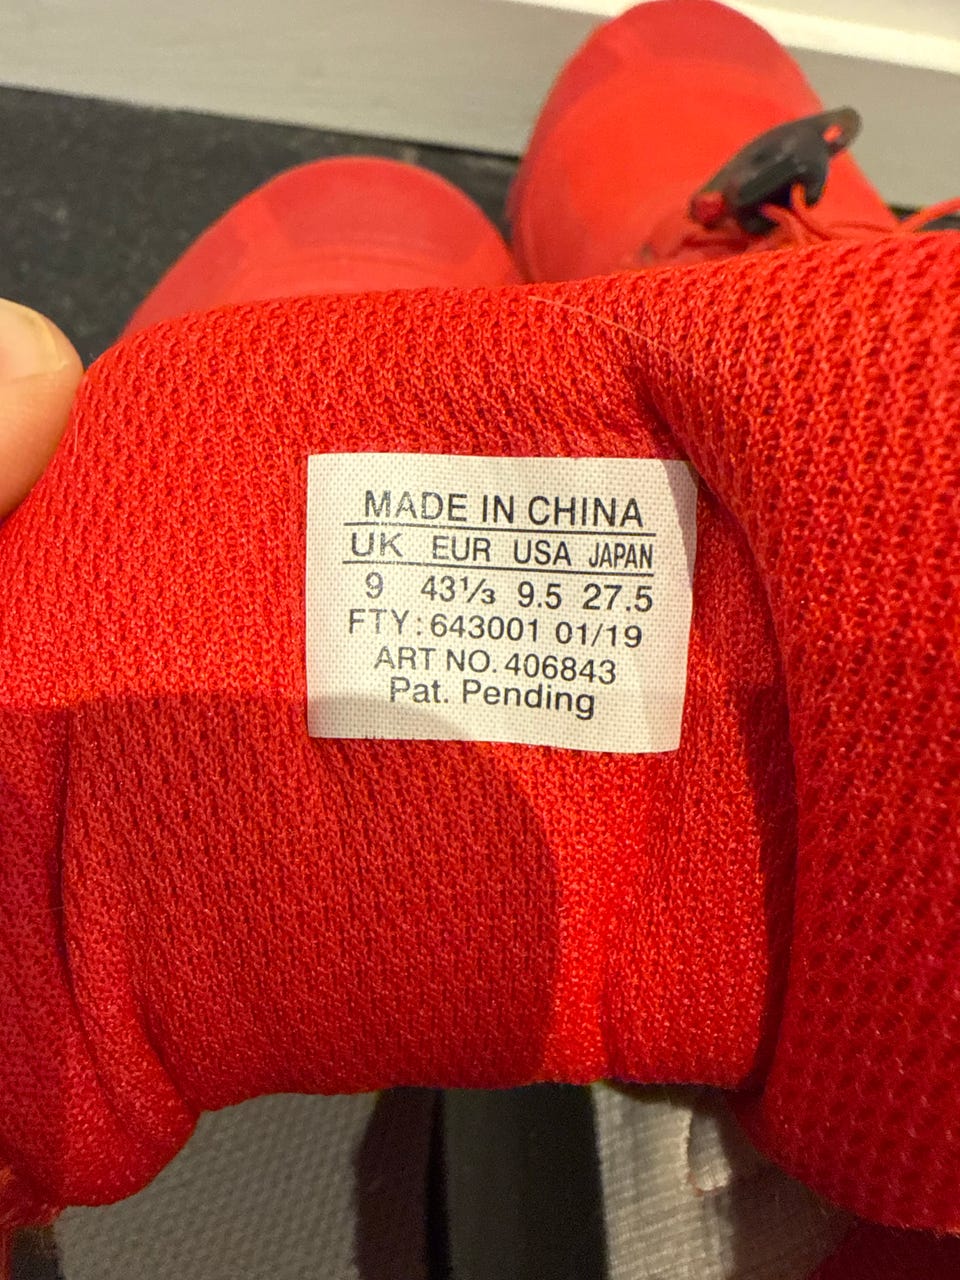 MADE IN CHINA
UK EUR USA JAPAN
9 43⅓ 9.5 27.5
FTY:643001 01/19
ART NO. 406843
Pat. Pending